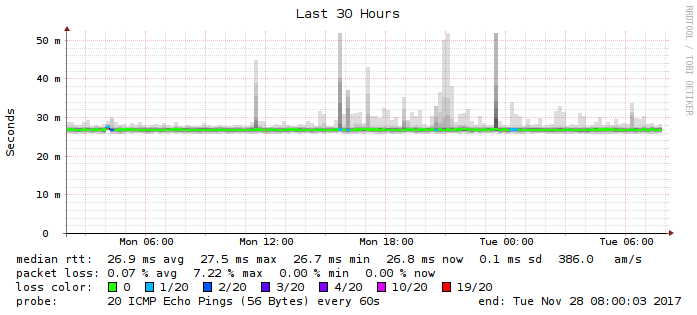 Last 30 Hours
RRDTOOL / TOBI OETIKER
Seconds
50 m
40 m
30 m
20 m
10 m
0
Mon 06:00 Mon 12:00 Mon 18:00 Tue 00:00 Tue 06:00
median rtt: 26.9 ms avg 27.5 ms max 26.7 ms min 26.8 ms now 0.1 ms sd 386.0 am/s
packet loss: 0.07 % avg 7.22 % max 0.00 % min 0.00 % now
loss color: 0 1/20 2/20 3/20 4/20 10/20 19/20
probe: 20 ICMP Echo Pings (56 Bytes) every 60s end: Tue Nov 28 08:00:03 2017